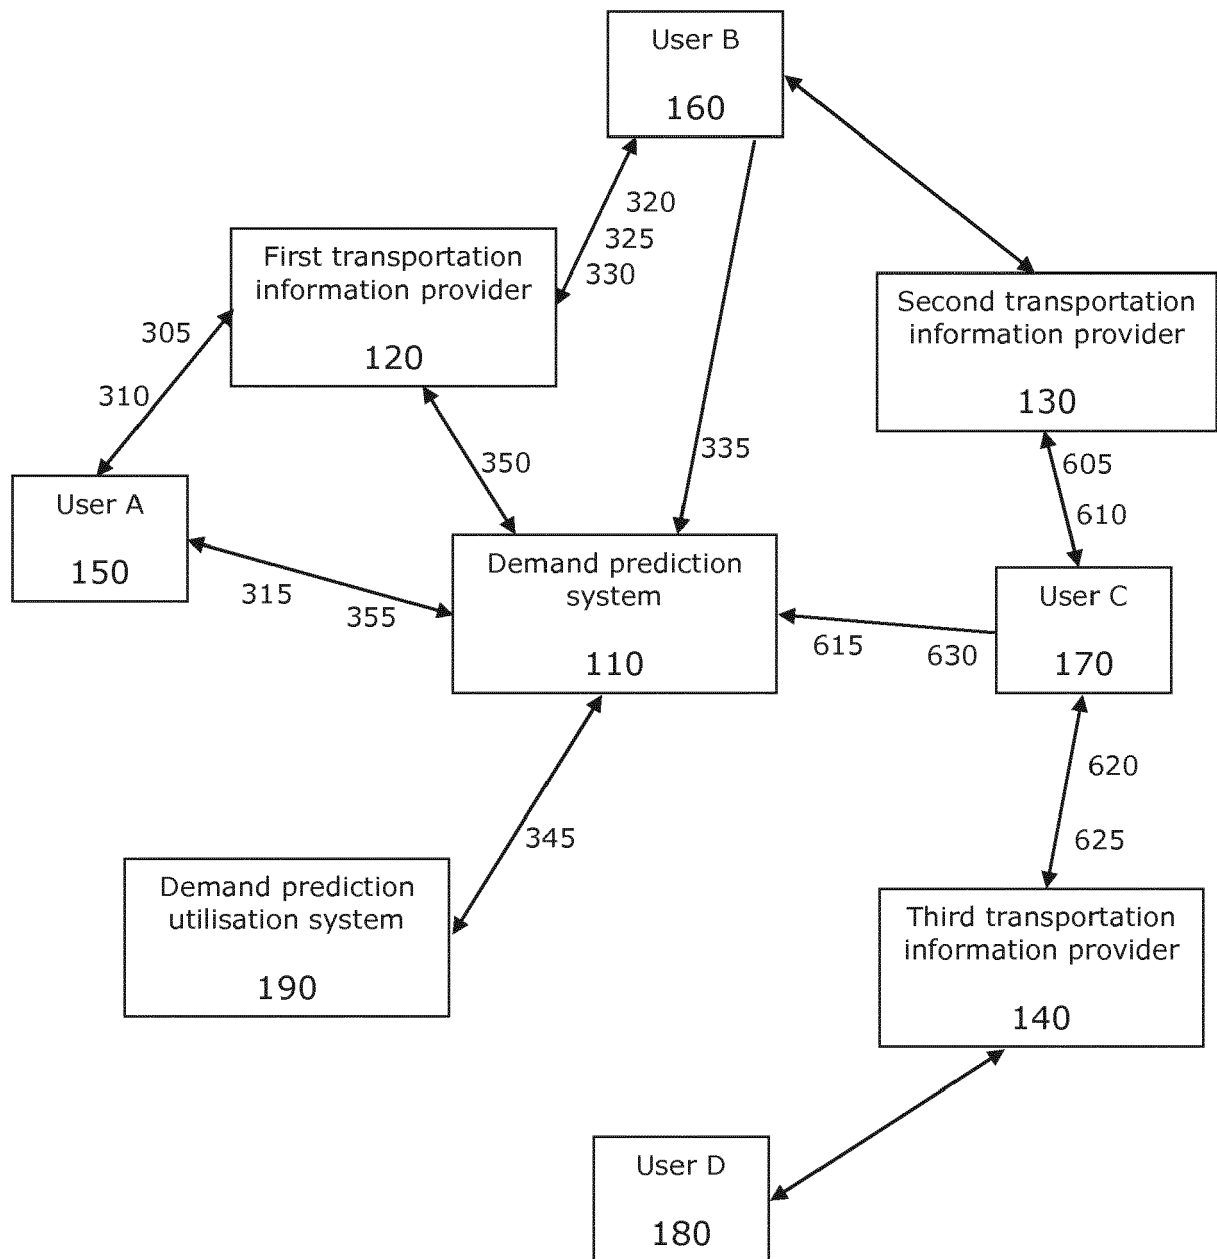 User B
160
320
325
330
First transportation
information provider
120
305
310
Second transportation
information provider
130
350
335
605
610
User A
150
315
355
Demand prediction
system
110
User C
170
615
630
620
625
345
Demand prediction
utilisation system
190
Third transportation
information provider
140
User D
180